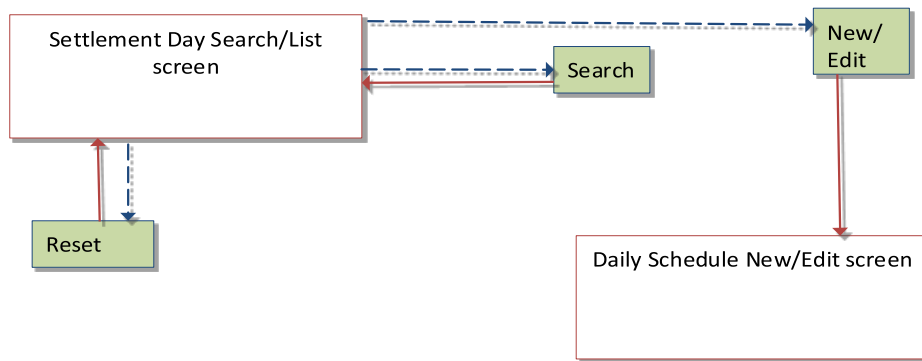 Settlement Day Search/List
screen
New/
Edit
Search
Reset
Daily Schedule New/Edit screen